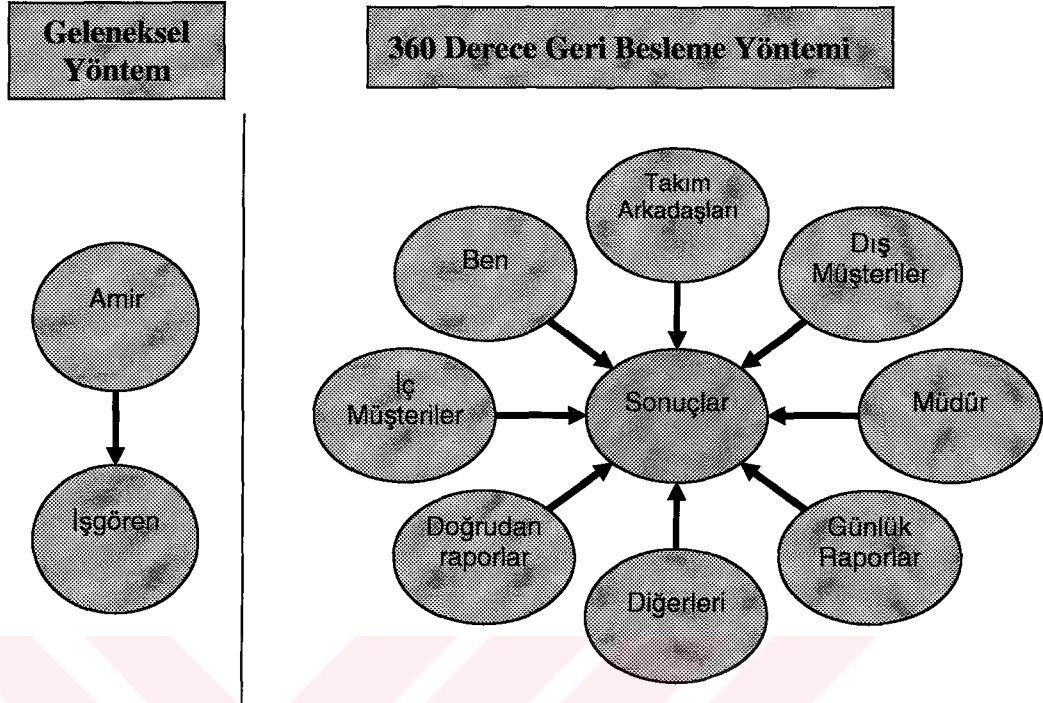 Geleneksel
Yöntem
360 Derece Geri Besleme Yöntemi
Amir
İşgören
Takım
Arkadaşları
Ben
Dış
Müşteriler
İç
Müşteriler
Sonuçlar
Müdür
Doğrudan
raporlar
Günlük
Raporlar
Diğerleri